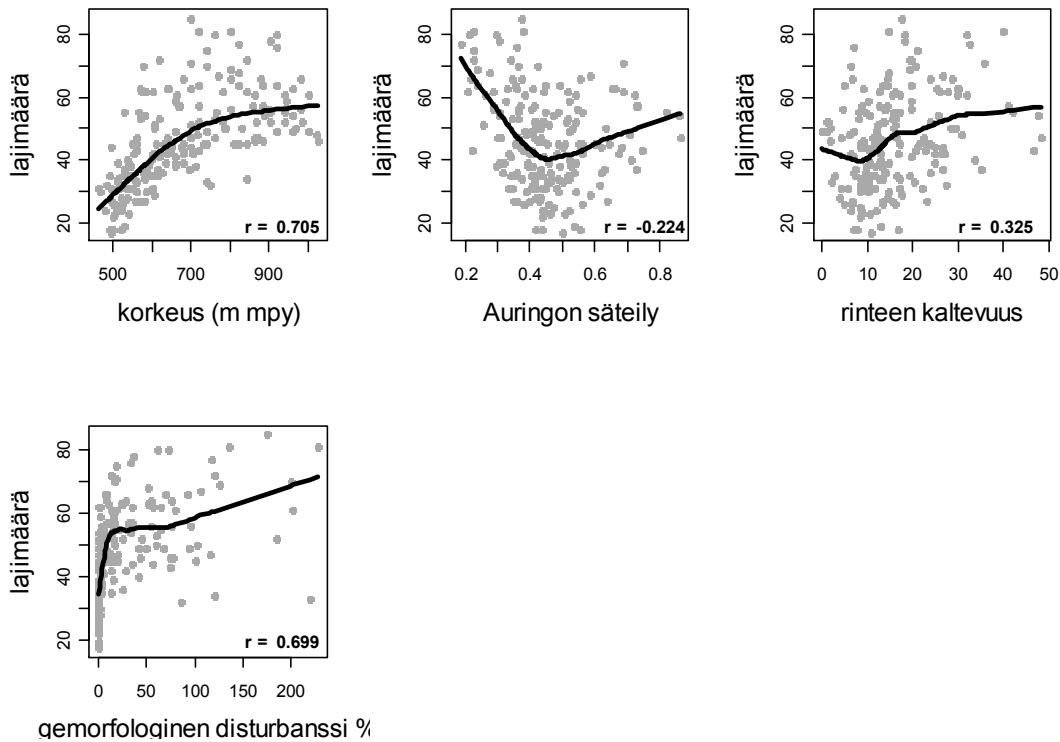 lajimäärä
20 40 60 80
r = 0.705
500 700 900
korkeus (m mpy)
lajimäärä
20 40 60 80
r = -0.224
0.2 0.4 0.6 0.8
Auringon säteily
lajimäärä
20 40 60 80
r = 0.325
0 10 20 30 40 50
rinteen kaltevuus
lajimäärä
20 40 60 80
r = 0.699
0 50 100 150 200
gemorfologinen disturbanssi %